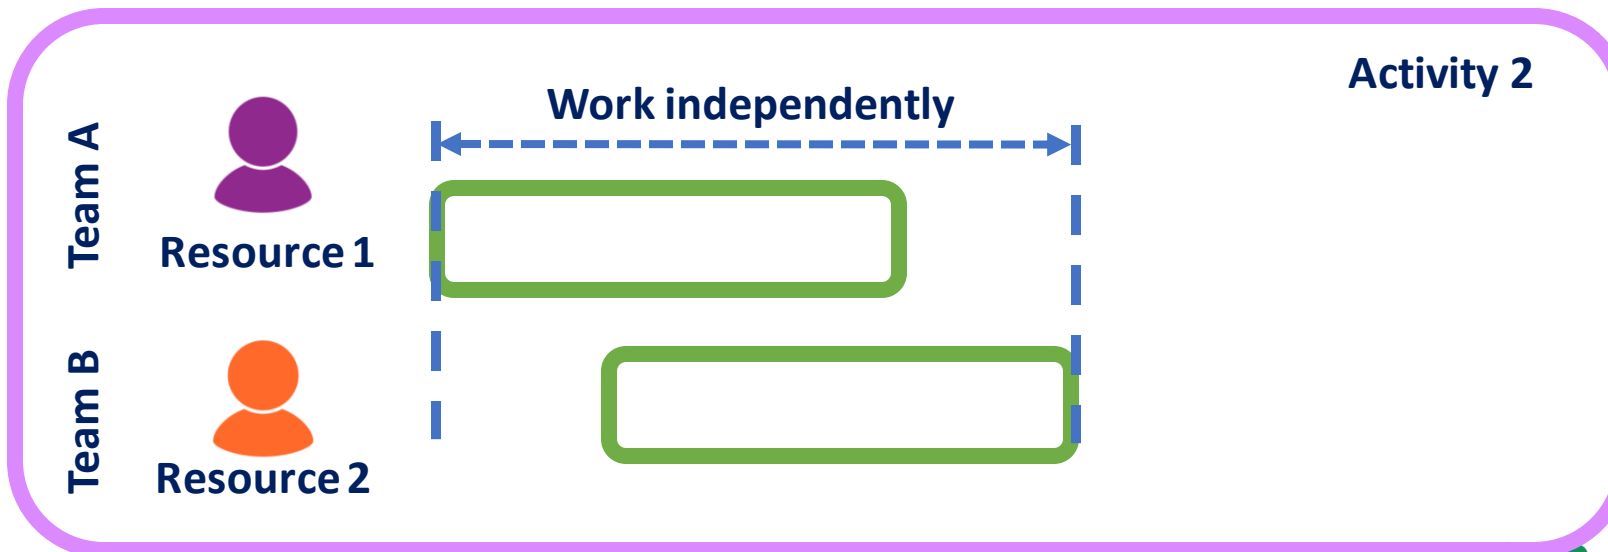 Activity 2
Work independently
Team A
Resource 1
Team B
Resource 2